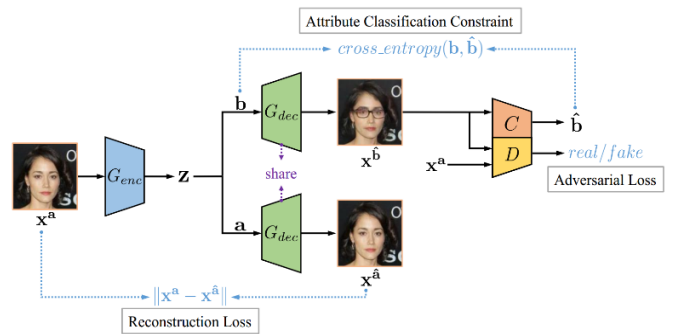 Attribute Classification Constraint
cross_entropy(b, b̂)
b
G_dec
x^b̂
C
D
b̂
x^a
real/fake
Adversarial Loss
share
x^a
G_enc
z
a
G_dec
x^â
‖x^a − x^â‖
Reconstruction Loss